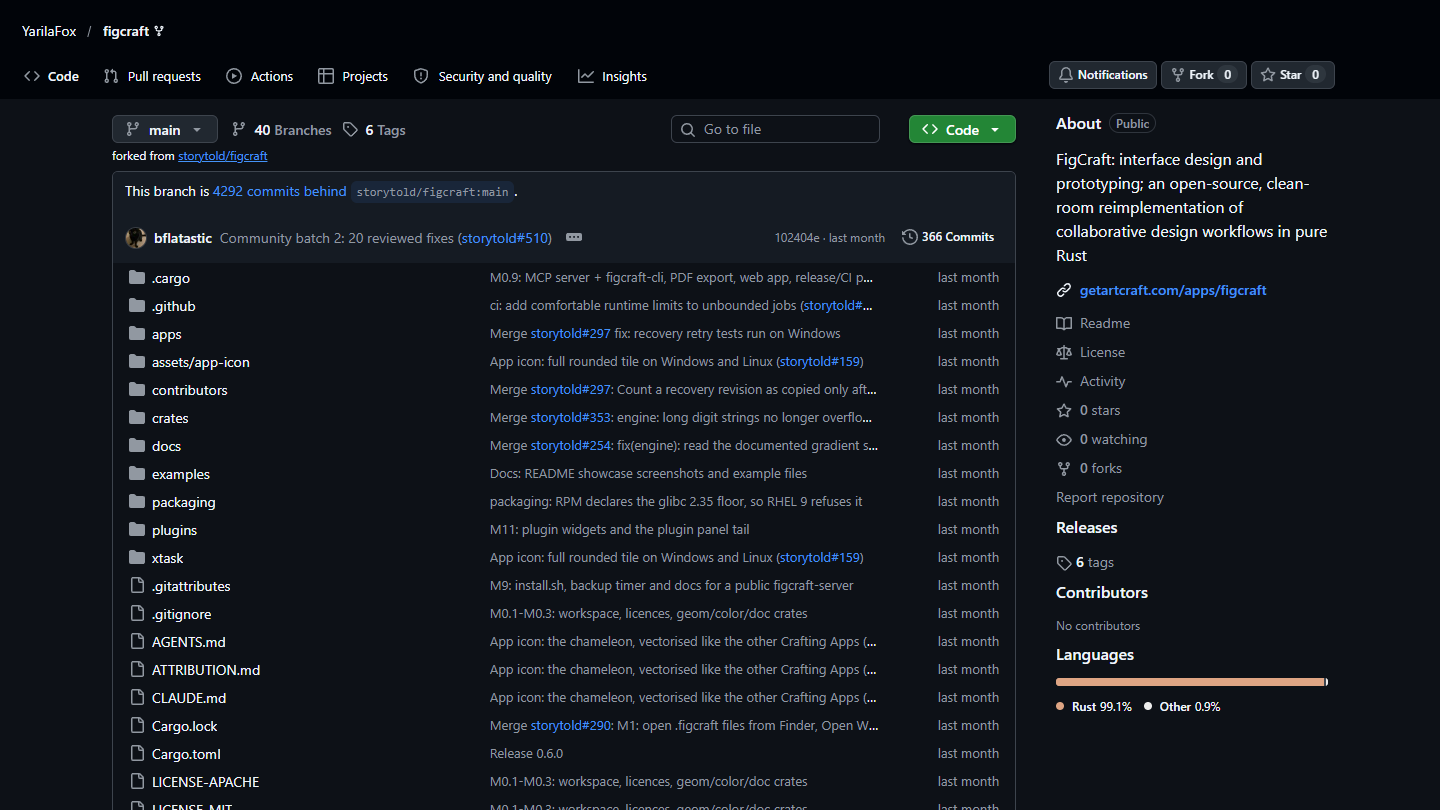 YarilaFox / figcraft
Code Pull requests Actions Projects Security and quality Insights
Notifications Fork 0 Star 0
main 40 Branches 6 Tags Go to file Code
forked from storytold/figcraft
This branch is 4292 commits behind storytold/figcraft:main .
bflatastic Community batch 2: 20 reviewed fixes (storytold#510) 102404e · last month 366 Commits
.cargo M0.9: MCP server + figcraft-cli, PDF export, web app, release/CI p... last month
.github ci: add comfortable runtime limits to unbounded jobs (storytold#... last month
apps Merge storytold#297 fix: recovery retry tests run on Windows last month
assets/app-icon App icon: full rounded tile on Windows and Linux (storytold#159) last month
contributors Merge storytold#297: Count a recovery revision as copied only aft... last month
crates Merge storytold#353: engine: long digit strings no longer overflo... last month
docs Merge storytold#254: fix(engine): read the documented gradient s... last month
examples Docs: README showcase screenshots and example files last month
packaging packaging: RPM declares the glibc 2.35 floor, so RHEL 9 refuses it last month
plugins M11: plugin widgets and the plugin panel tail last month
xtask App icon: full rounded tile on Windows and Linux (storytold#159) last month
.gitattributes M9: install.sh, backup timer and docs for a public figcraft-server last month
.gitignore M0.1-M0.3: workspace, licences, geom/color/doc crates last month
AGENTS.md App icon: the chameleon, vectorised like the other Crafting Apps (... last month
ATTRIBUTION.md App icon: the chameleon, vectorised like the other Crafting Apps (... last month
CLAUDE.md App icon: the chameleon, vectorised like the other Crafting Apps (... last month
Cargo.lock Merge storytold#290: M1: open .figcraft files from Finder, Open W... last month
Cargo.toml Release 0.6.0 last month
LICENSE-APACHE M0.1-M0.3: workspace, licences, geom/color/doc crates last month
LICENSE-MIT M0.1-M0.3: workspace, licences, geom/color/doc crates last month
About Public
FigCraft: interface design and
prototyping; an open-source, clean-
room reimplementation of
collaborative design workflows in pure
Rust
getartcraft.com/apps/figcraft
Readme
License
Activity
0 stars
0 watching
0 forks
Report repository
Releases
6 tags
Contributors
No contributors
Languages
Rust 99.1% Other 0.9%